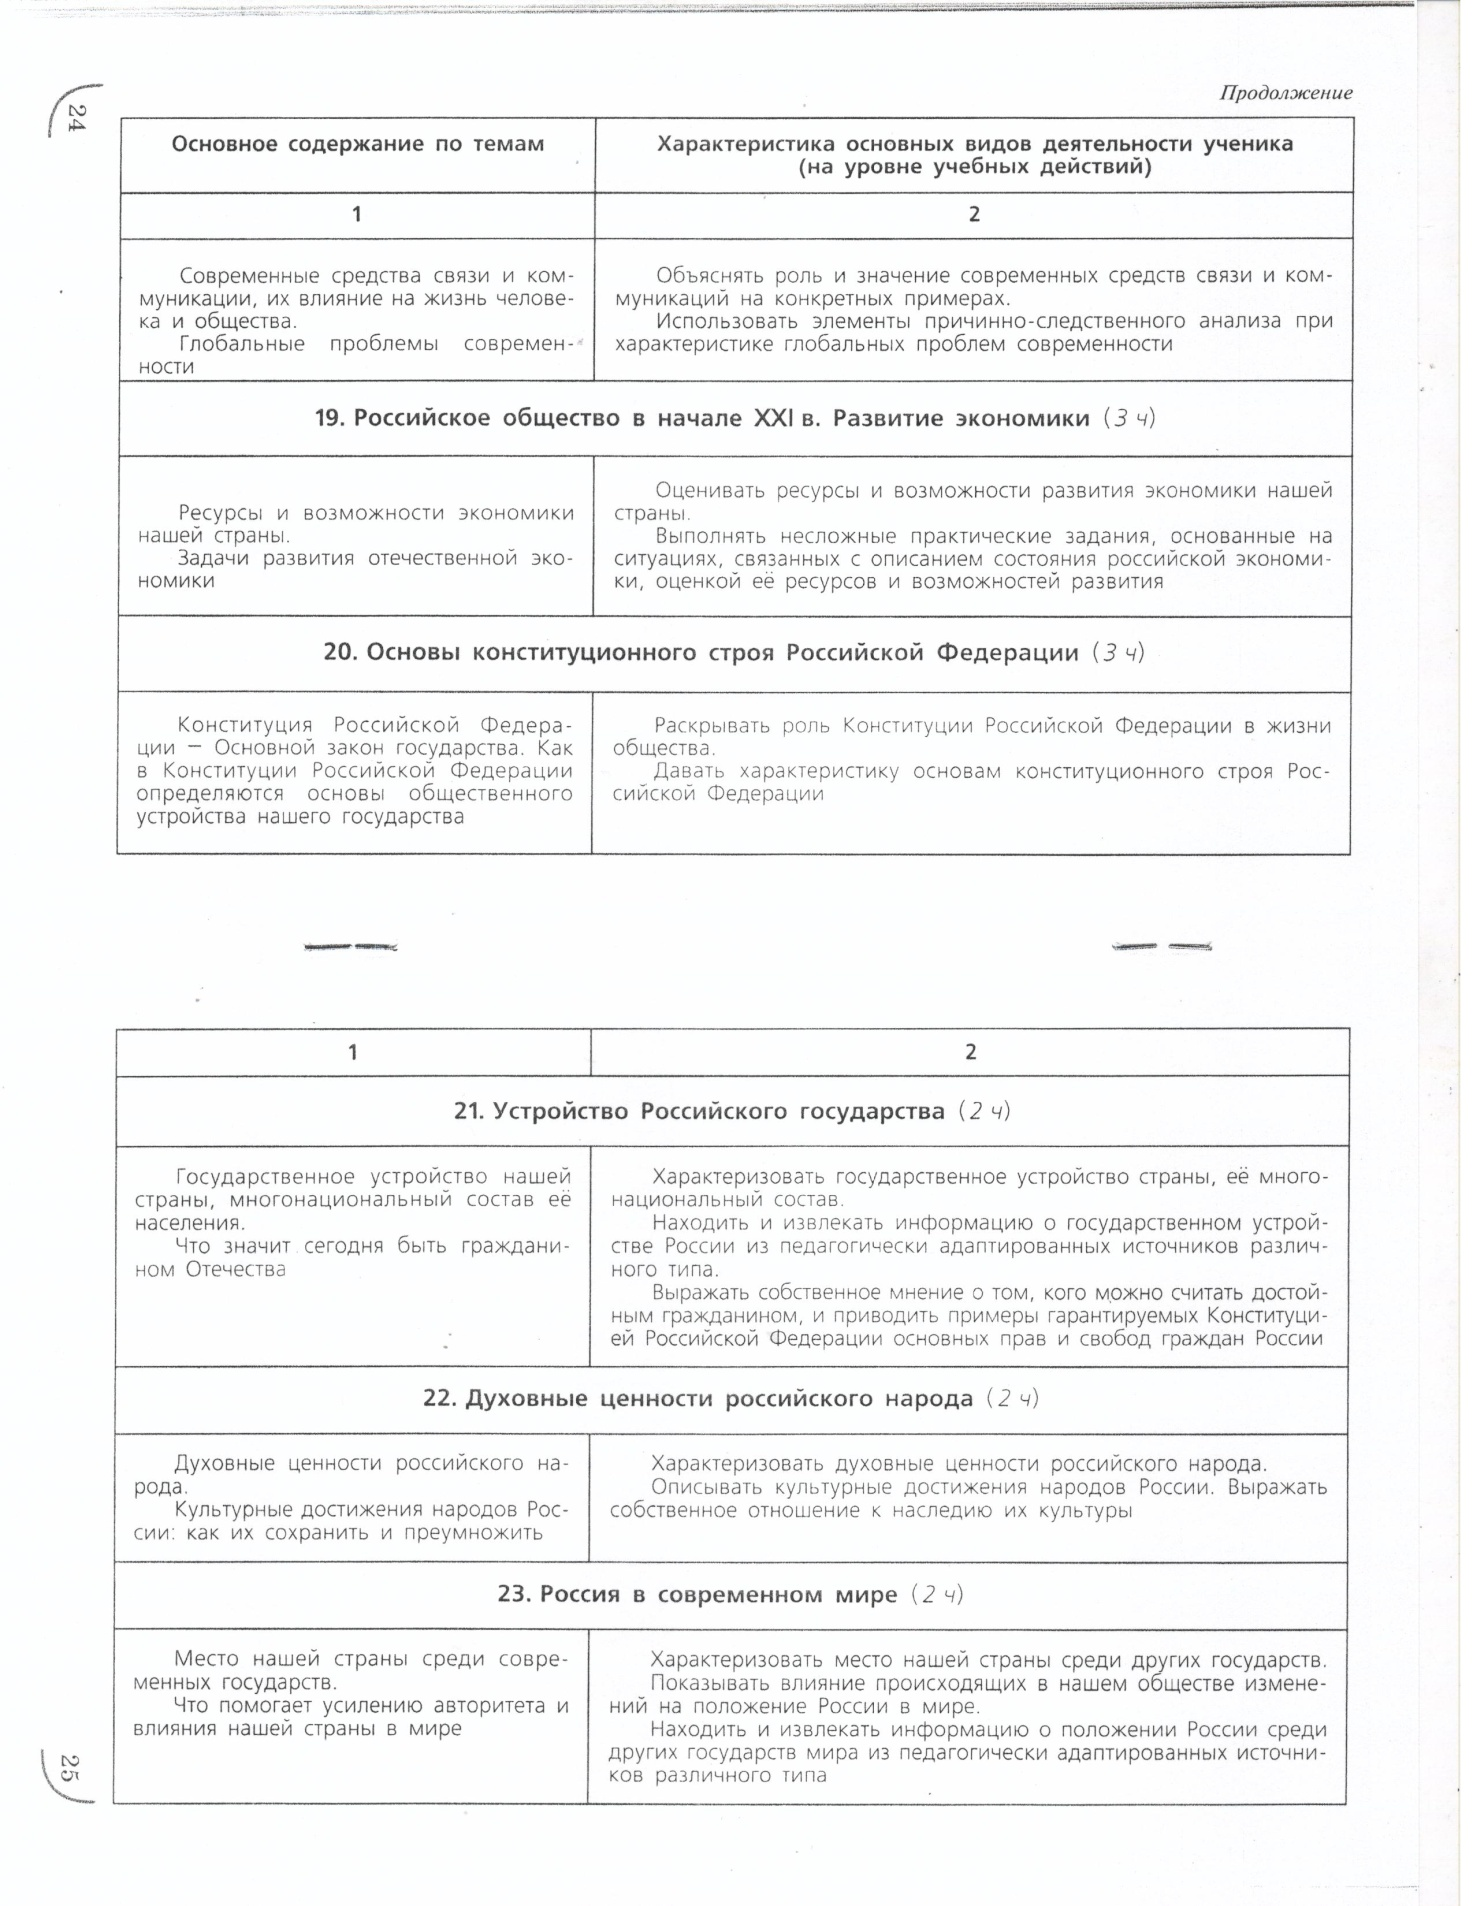 Продолжение
24
Основное содержание по темам
Характеристика основных видов деятельности ученика
(на уровне учебных действий)
1
2
Современные средства связи и ком-
муникации, их влияние на жизнь челове-
ка и общества.
Глобальные проблемы современ-
ности
Объяснять роль и значение современных средств связи и ком-
муникаций на конкретных примерах.
Использовать элементы причинно-следственного анализа при
характеристике глобальных проблем современности
19. Российское общество в начале XXI в. Развитие экономики (3 ч)
Ресурсы и возможности экономики
нашей страны.
Задачи развития отечественной эко-
номики
Оценивать ресурсы и возможности развития экономики нашей
страны.
Выполнять несложные практические задания, основанные на
ситуациях, связанных с описанием состояния российской экономи-
ки, оценкой её ресурсов и возможностей развития
20. Основы конституционного строя Российской Федерации (3 ч)
Конституция Российской Федера-
ции — Основной закон государства. Как
в Конституции Российской Федерации
определяются основы общественного
устройства нашего государства
Раскрывать роль Конституции Российской Федерации в жизни
общества.
Давать характеристику основам конституционного строя Рос-
сийской Федерации
1
2
21. Устройство Российского государства (2 ч)
Государственное устройство нашей
страны, многонациональный состав её
населения.
Что значит сегодня быть граждани-
ном Отечества
Характеризовать государственное устройство страны, её много-
национальный состав.
Находить и извлекать информацию о государственном устрой-
стве России из педагогически адаптированных источников различ-
ного типа.
Выражать собственное мнение о том, кого можно считать достой-
ным гражданином, и приводить примеры гарантируемых Конституци-
ей Российской Федерации основных прав и свобод граждан России
22. Духовные ценности российского народа (2 ч)
Духовные ценности российского на-
рода.
Культурные достижения народов Рос-
сии: как их сохранить и преумножить
Характеризовать духовные ценности российского народа.
Описывать культурные достижения народов России. Выражать
собственное отношение к наследию их культуры
23. Россия в современном мире (2 ч)
Место нашей страны среди совре-
менных государств.
Что помогает усилению авторитета и
влияния нашей страны в мире
Характеризовать место нашей страны среди других государств.
Показывать влияние происходящих в нашем обществе измене-
ний на положение России в мире.
Находить и извлекать информацию о положении России среди
других государств мира из педагогически адаптированных источни-
ков различного типа
25